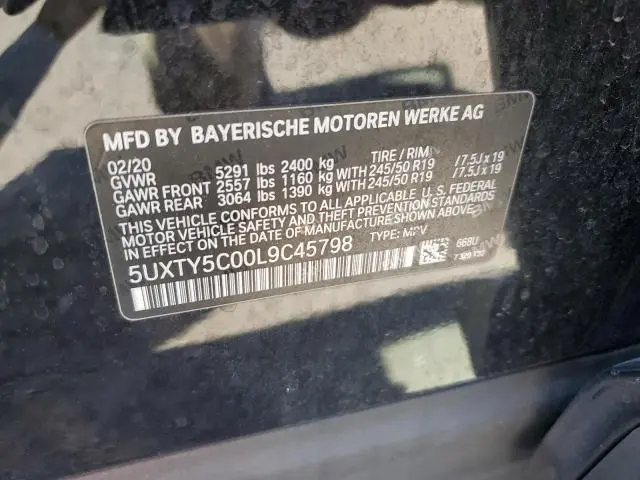 MFD BY BAYERISCHE MOTOREN WERKE AG
02/20 TIRE / RIM
GVWR 5291 lbs 2400 kg
GAWR FRONT 2557 lbs 1160 kg WITH 245/50 R19 / 7.5J x 19
GAWR REAR 3064 lbs 1390 kg WITH 245/50 R19 / 7.5J x 19
THIS VEHICLE CONFORMS TO ALL APPLICABLE U. S. FEDERAL
MOTOR VEHICLE SAFETY AND THEFT PREVENTION STANDARDS
IN EFFECT ON THE DATE OF MANUFACTURE SHOWN ABOVE.
5UXTY5C00L9C45798 TYPE: MPV 668U